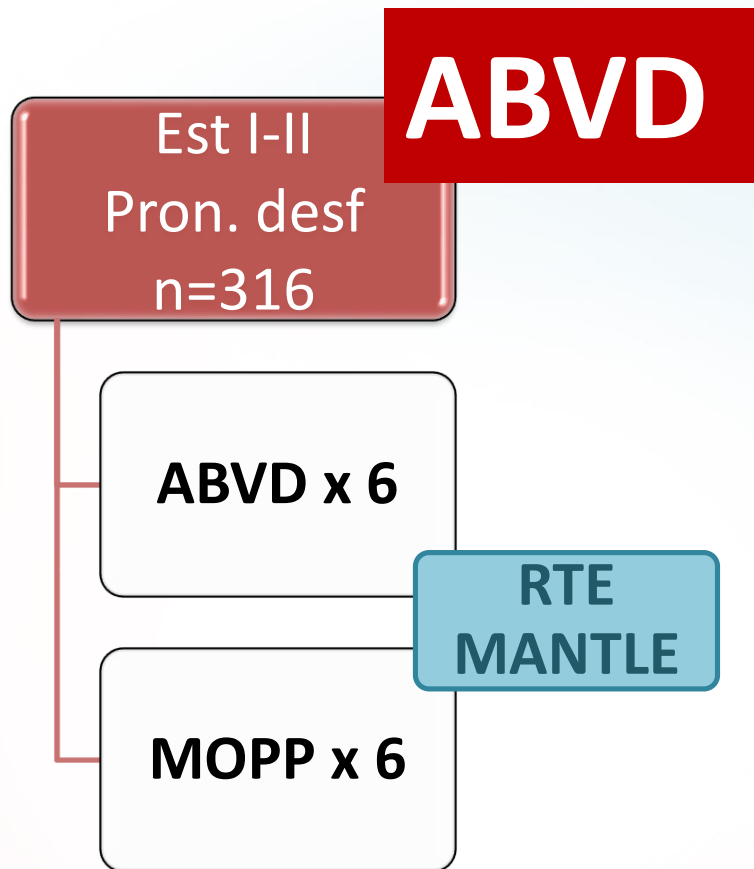 ABVD
Est I-II
Pron. desf
n=316
ABVD x 6
RTE
MANTLE
MOPP x 6